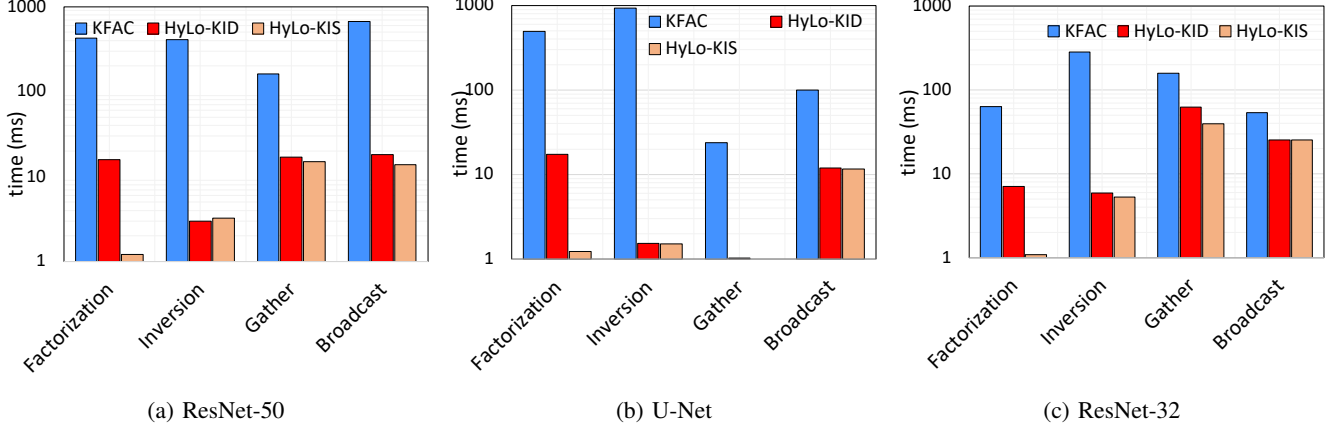 1000
100
10
1
time (ms)
KFAC HyLo-KID HyLo-KIS
Factorization
Inversion
Gather
Broadcast
(a) ResNet-50
1000
100
10
1
time (ms)
KFAC HyLo-KID
HyLo-KIS
Factorization
Inversion
Gather
Broadcast
(b) U-Net
1000
100
10
1
time (ms)
KFAC HyLo-KID HyLo-KIS
Factorization
Inversion
Gather
Broadcast
(c) ResNet-32